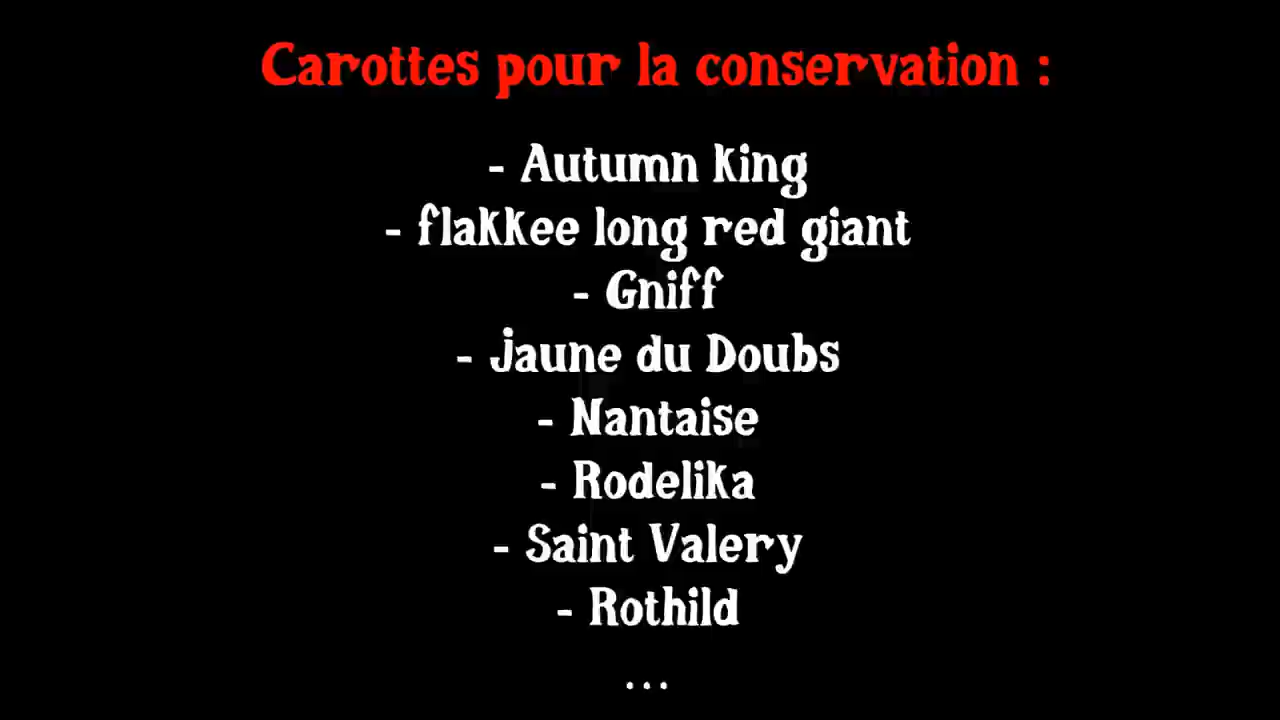 Carottes pour la conservation :
- Autumn King
- flakkee long red giant
- Gniff
- jaune du Doubs
- Nantaise
- Rodelika
- Saint Valery
- Rothild
...